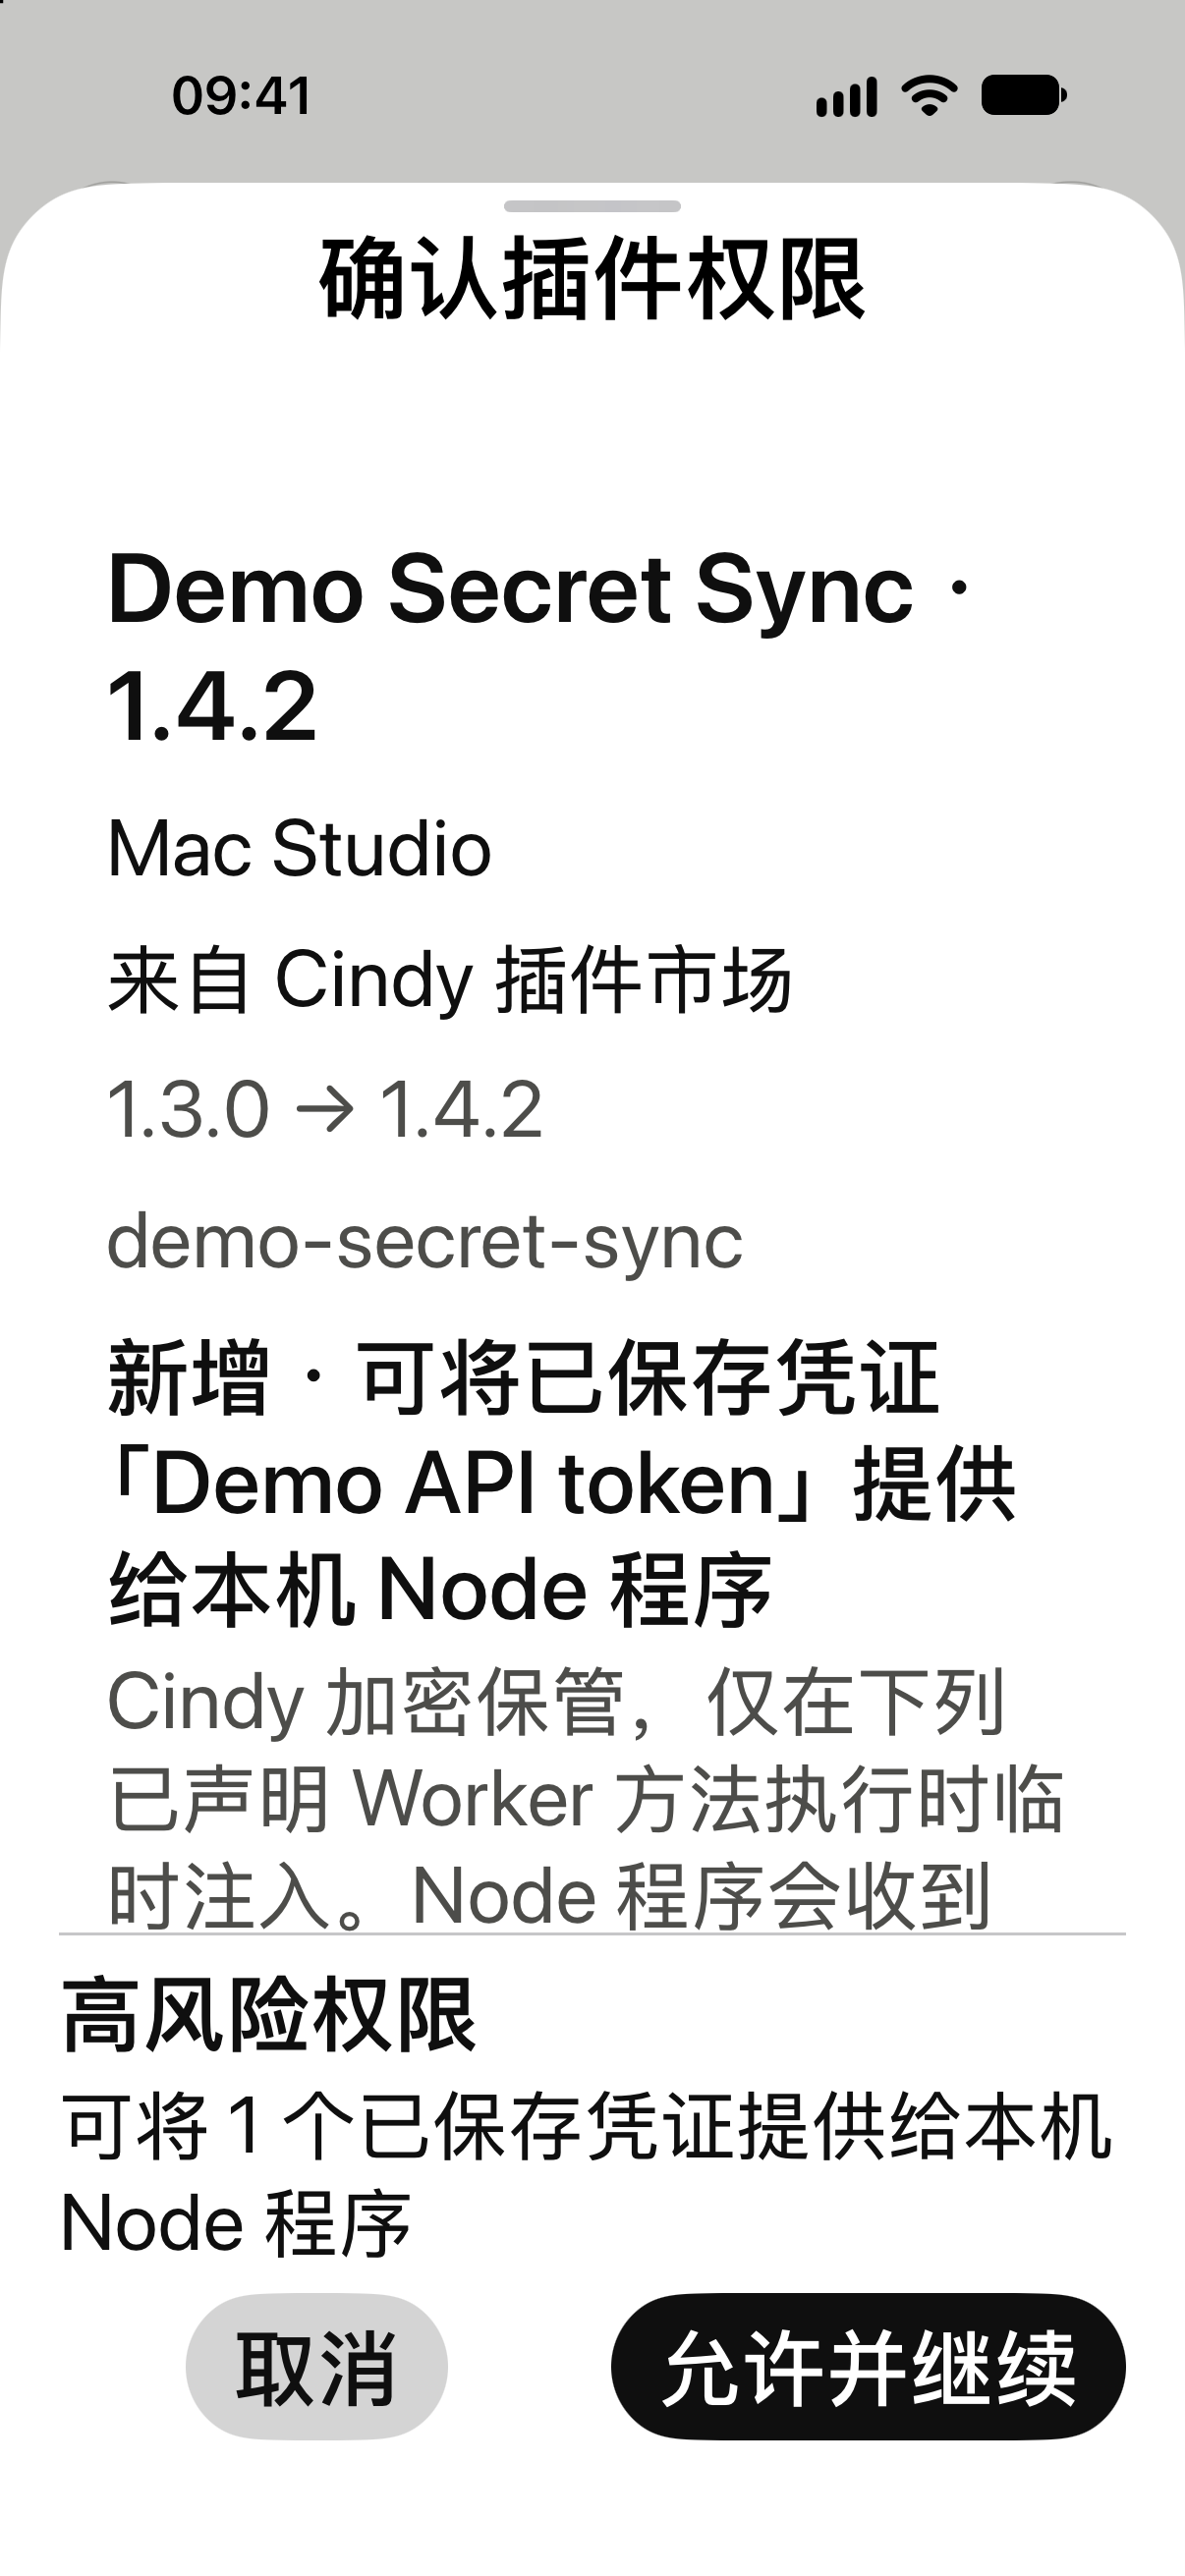 09:41
确认插件权限
Demo Secret Sync ·
1.4.2
Mac Studio
来自 Cindy 插件市场
1.3.0 → 1.4.2
demo-secret-sync
新增 · 可将已保存凭证
「Demo API token」提供
给本机 Node 程序
Cindy 加密保管，仅在下列
已声明 Worker 方法执行时临
时注入。Node 程序会收到
高风险权限
可将 1 个已保存凭证提供给本机
Node 程序
取消
允许并继续